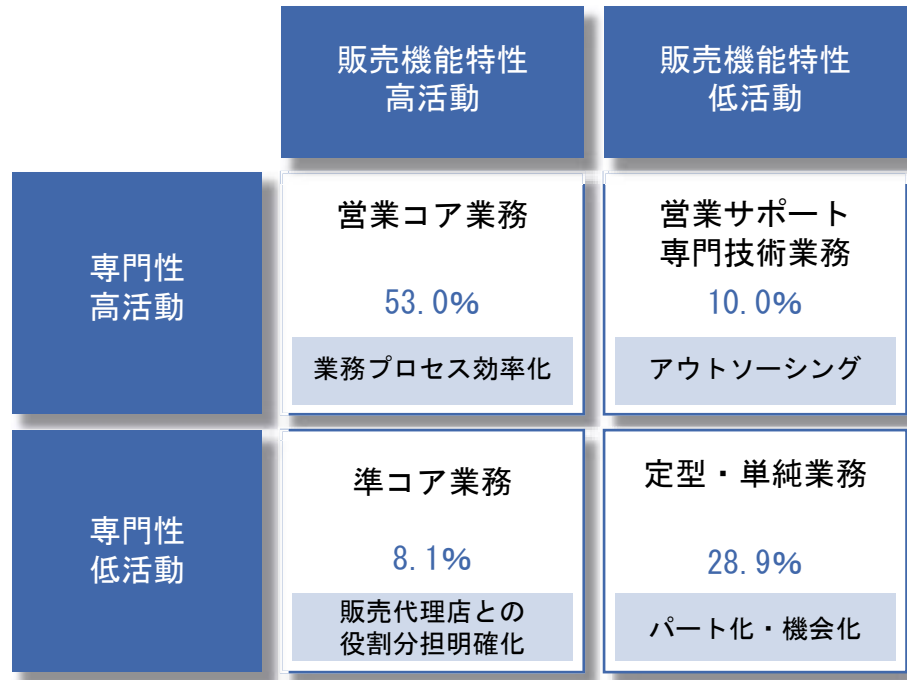 販売機能特性
高活動
販売機能特性
低活動
専門性
高活動
営業コア業務
53.0%
業務プロセス効率化
営業サポート
専門技術業務
10.0%
アウトソーシング
専門性
低活動
準コア業務
8.1%
販売代理店との
役割分担明確化
定型・単純業務
28.9%
パート化・機会化